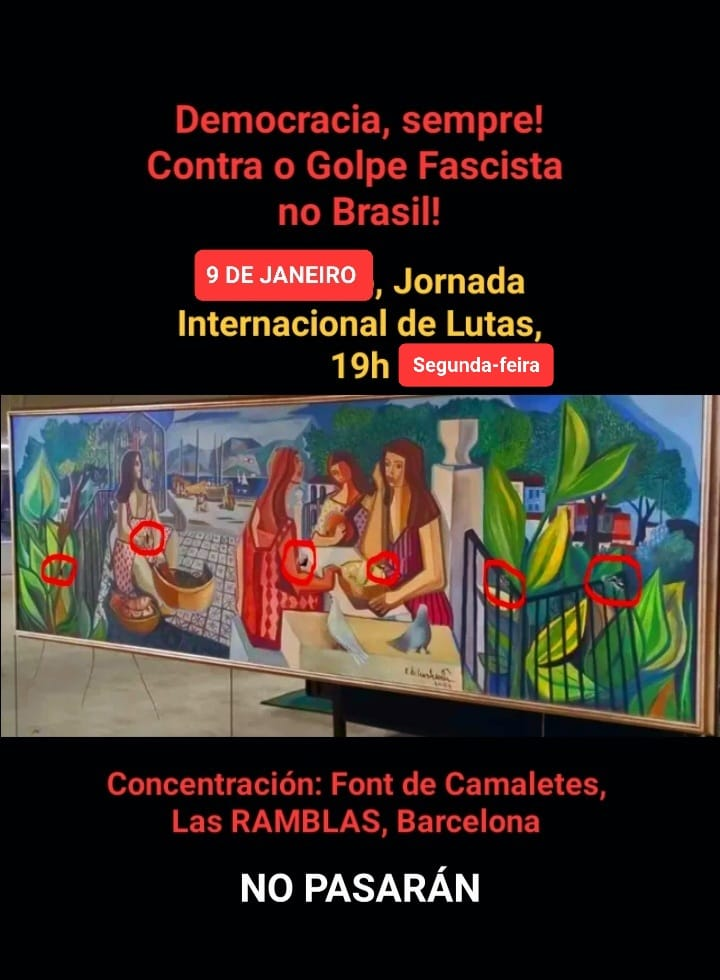 Democracia, sempre!
Contra o Golpe Fascista
no Brasil!
9 DE JANEIRO, Jornada
Internacional de Lutas,
19h Segunda-feira
Concentración: Font de Camaletes,
Las RAMBLAS, Barcelona
NO PASARÁN